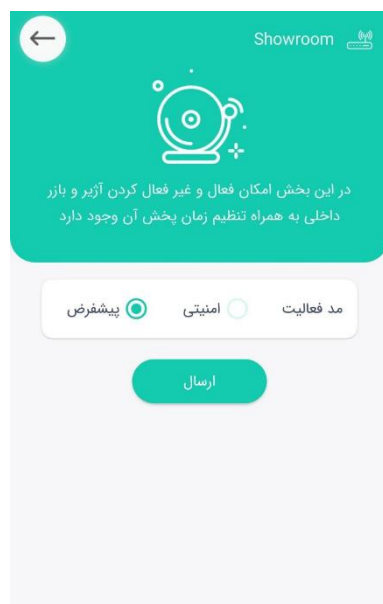 Showroom
در این بخش امکان فعال و غیر فعال کردن آژیر و بازر
داخلی به همراه تنظیم زمان پخش آن وجود دارد
مد فعالیت امنیتی پیشفرض
ارسال